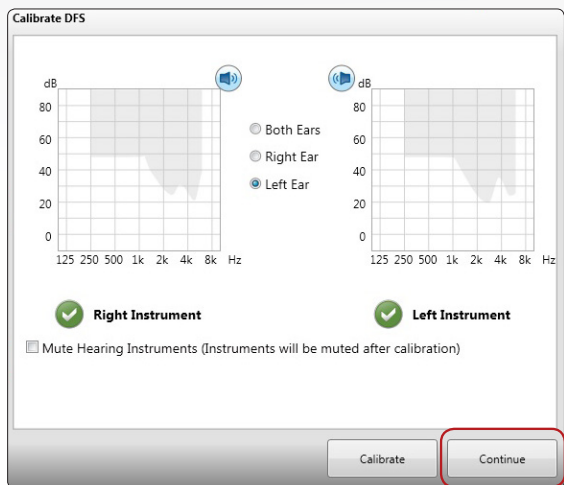 Calibrate DFS
dB
80
60
40
20
0
125 250 500 1k 2k 4k 8k Hz
Both Ears
Right Ear
Left Ear
dB
80
60
40
20
0
125 250 500 1k 2k 4k 8k Hz
Right Instrument
Left Instrument
Mute Hearing Instruments (Instruments will be muted after calibration)
Calibrate
Continue